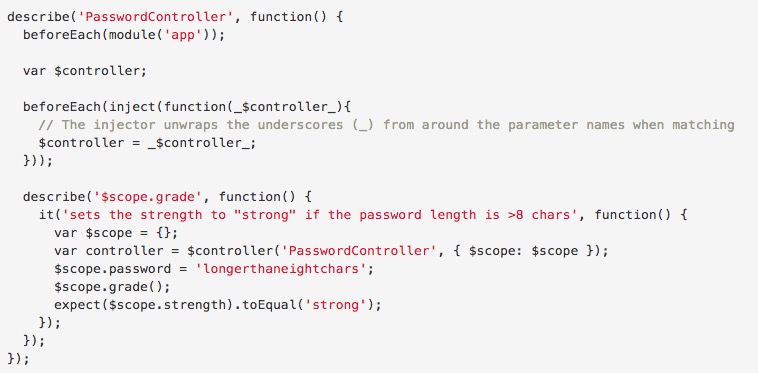 describe('PasswordController', function() {
  beforeEach(module('app'));

  var $controller;

  beforeEach(inject(function(_$controller_){
    // The injector unwraps the underscores (_) from around the parameter names when matching
    $controller = _$controller_;
  }));

  describe('$scope.grade', function() {
    it('sets the strength to "strong" if the password length is >8 chars', function() {
      var $scope = {};
      var controller = $controller('PasswordController', { $scope: $scope });
      $scope.password = 'longerthaneightchars';
      $scope.grade();
      expect($scope.strength).toEqual('strong');
    });
  });
});